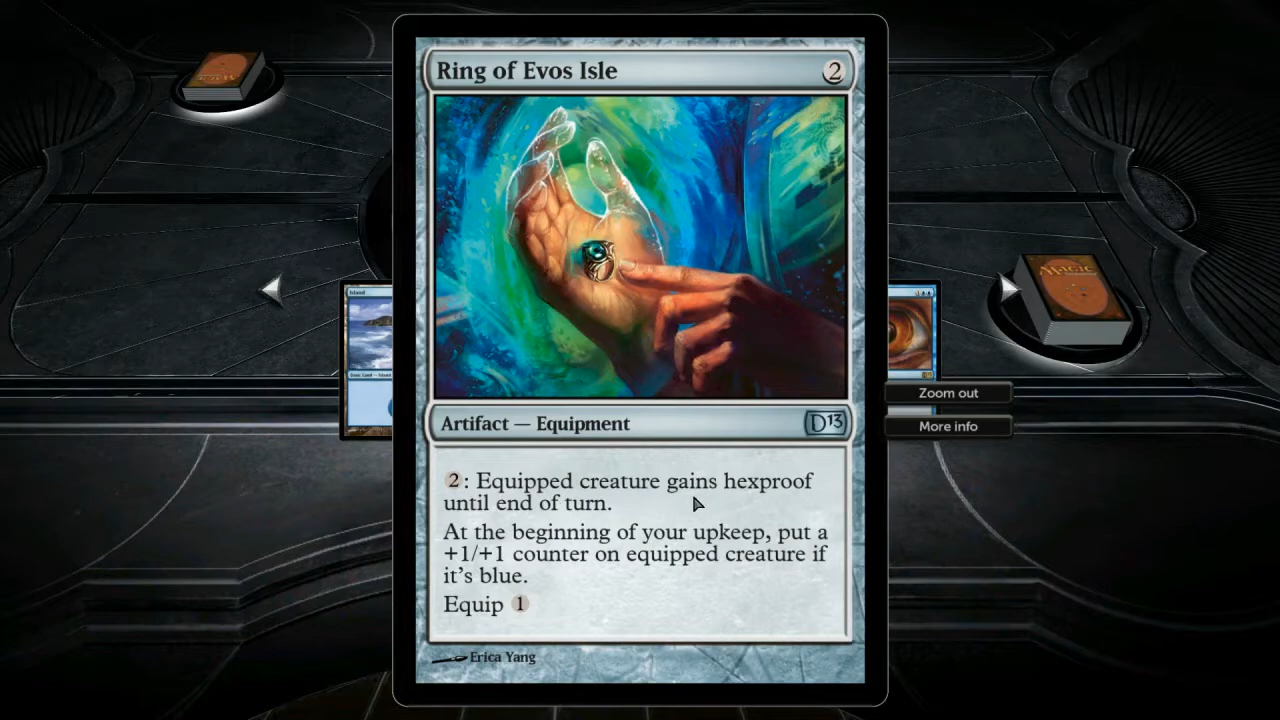 Ring of Evos Isle 2
Island
Artifact — Equipment D13
2: Equipped creature gains hexproof
until end of turn.
At the beginning of your upkeep, put a
+1/+1 counter on equipped creature if
it's blue.
Equip 1
Erica Yang
Zoom out
More info
Magic